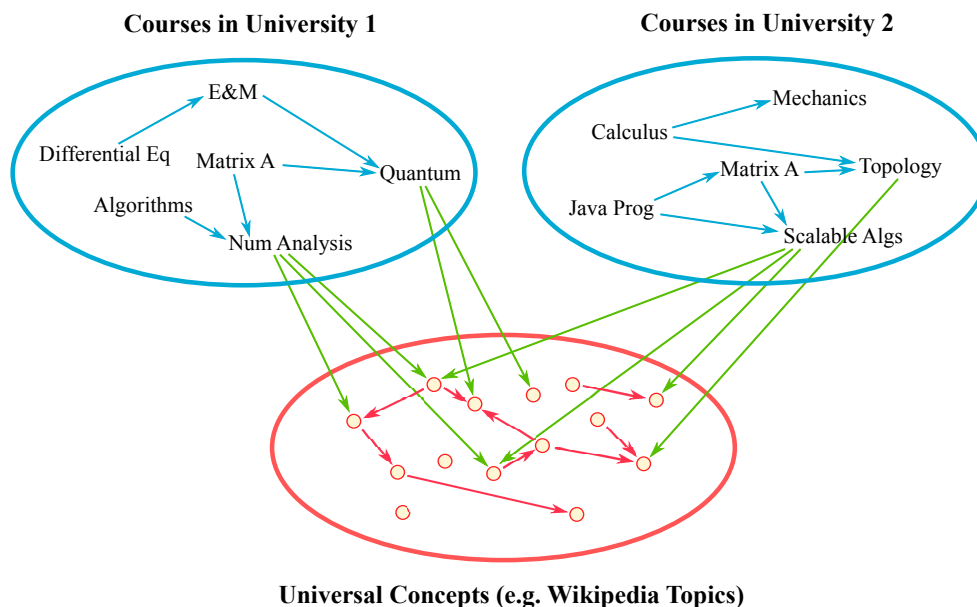 Courses in University 1
Courses in University 2
E&M
Differential Eq
Matrix A
Quantum
Algorithms
Num Analysis
Mechanics
Calculus
Matrix A
Topology
Java Prog
Scalable Algs
Universal Concepts (e.g. Wikipedia Topics)